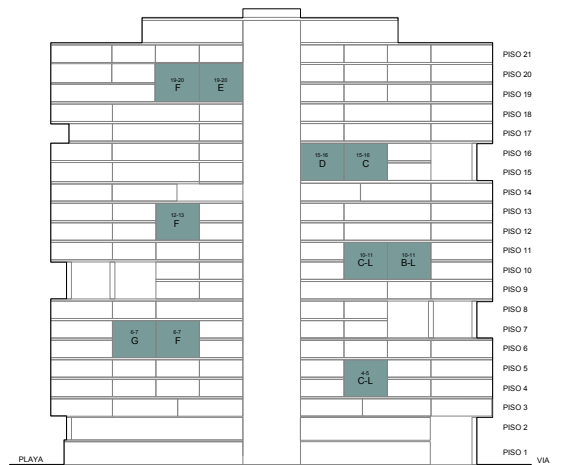 PISO 21
PISO 20
19-20
F
19-20
E
PISO 19
PISO 18
PISO 17
PISO 16
15-16
D
15-16
C
PISO 15
PISO 14
PISO 13
12-13
F
PISO 12
PISO 11
10-11
C-L
10-11
B-L
PISO 10
PISO 9
PISO 8
PISO 7
6-7
G
6-7
F
PISO 6
PISO 5
4-5
C-L
PISO 4
PISO 3
PISO 2
PISO 1
PLAYA
VIA